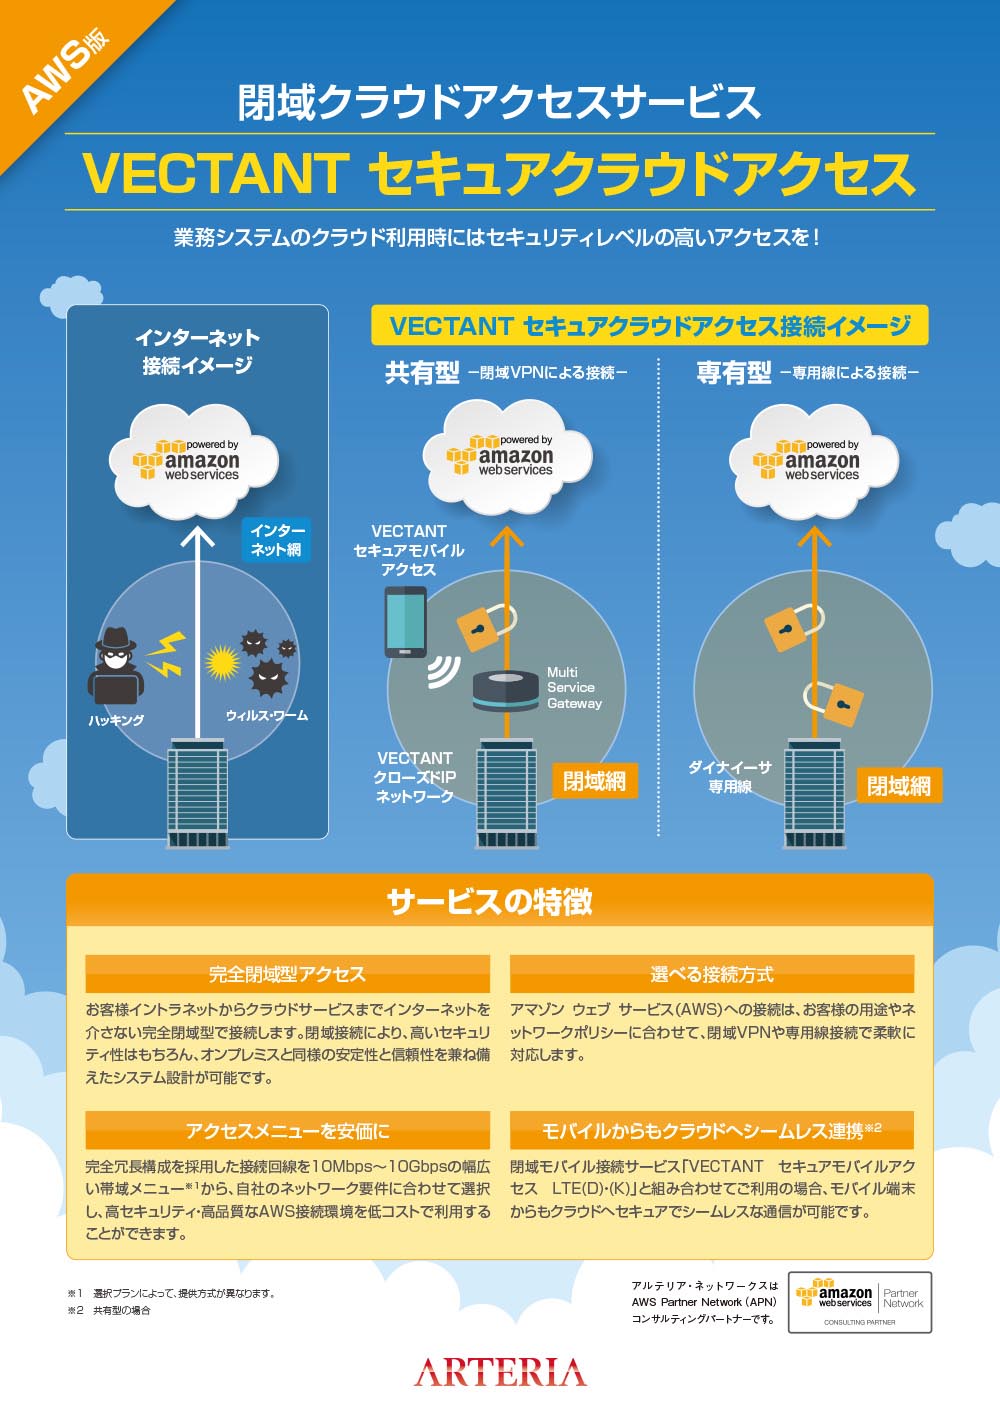 AWS版
閉域クラウドアクセスサービス
VECTANT セキュアクラウドアクセス
業務システムのクラウド利用時にはセキュリティレベルの高いアクセスを！
インターネット
接続イメージ
powered by
amazon
web services
インター
ネット網
ハッキング
ウィルス・ワーム
VECTANT セキュアクラウドアクセス接続イメージ
共有型 －閉域VPNによる接続－
powered by
amazon
web services
VECTANT
セキュアモバイル
アクセス
Multi
Service
Gateway
VECTANT
クローズドIP
ネットワーク
閉域網
専有型 －専用線による接続－
powered by
amazon
web services
ダイナイーサ
専用線
閉域網
サービスの特徴
完全閉域型アクセス
お客様イントラネットからクラウドサービスまでインターネットを
介さない完全閉域型で接続します。閉域接続により、高いセキュリ
ティ性はもちろん、オンプレミスと同様の安定性と信頼性を兼ね備
えたシステム設計が可能です。
選べる接続方式
アマゾン ウェブ サービス(AWS)への接続は、お客様の用途やネ
ットワークポリシーに合わせて、閉域VPNや専用線接続で柔軟に
対応します。
アクセスメニューを安価に
完全冗長構成を採用した接続回線を10Mbps～10Gbpsの幅広
い帯域メニュー※1から、自社のネットワーク要件に合わせて選択
し、高セキュリティ・高品質なAWS接続環境を低コストで利用する
ことができます。
モバイルからもクラウドへシームレス連携※2
閉域モバイル接続サービス「VECTANT　セキュアモバイルアク
セス　LTE(D)・(K)」と組み合わせてご利用の場合、モバイル端末
からもクラウドへセキュアでシームレスな通信が可能です。
※1　選択プランによって、提供方式が異なります。
※2　共有型の場合
アルテリア・ネットワークスは
AWS Partner Network（APN）
コンサルティングパートナーです。
amazon
web services
Partner
Network
CONSULTING PARTNER
ARTERIA